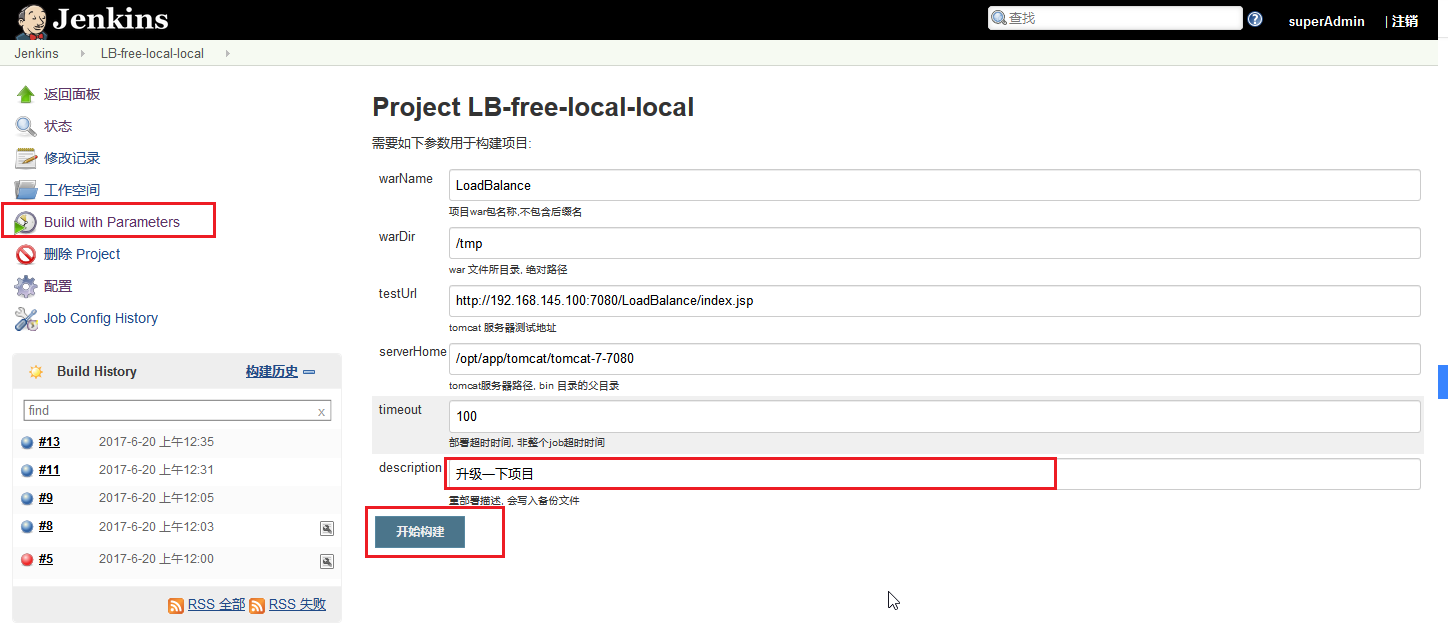 Jenkins
查找
superAdmin | 注销
Jenkins LB-free-local-local
返回面板
状态
修改记录
工作空间
Build with Parameters
删除 Project
配置
Job Config History
Build History 构建历史
find x
#13 2017-6-20 上午12:35
#11 2017-6-20 上午12:31
#9 2017-6-20 上午12:05
#8 2017-6-20 上午12:03
#5 2017-6-20 上午12:00
RSS 全部 RSS 失败
Project LB-free-local-local
需要如下参数用于构建项目:
warName LoadBalance
项目war包名称,不包含后缀名
warDir /tmp
war 文件所目录, 绝对路径
testUrl http://192.168.145.100:7080/LoadBalance/index.jsp
tomcat 服务器测试地址
serverHome /opt/app/tomcat/tomcat-7-7080
tomcat服务器路径, bin 目录的父目录
timeout 100
部署超时时间, 非整个job超时时间
description 升级一下项目
重部署描述, 会写入备份文件
开始构建